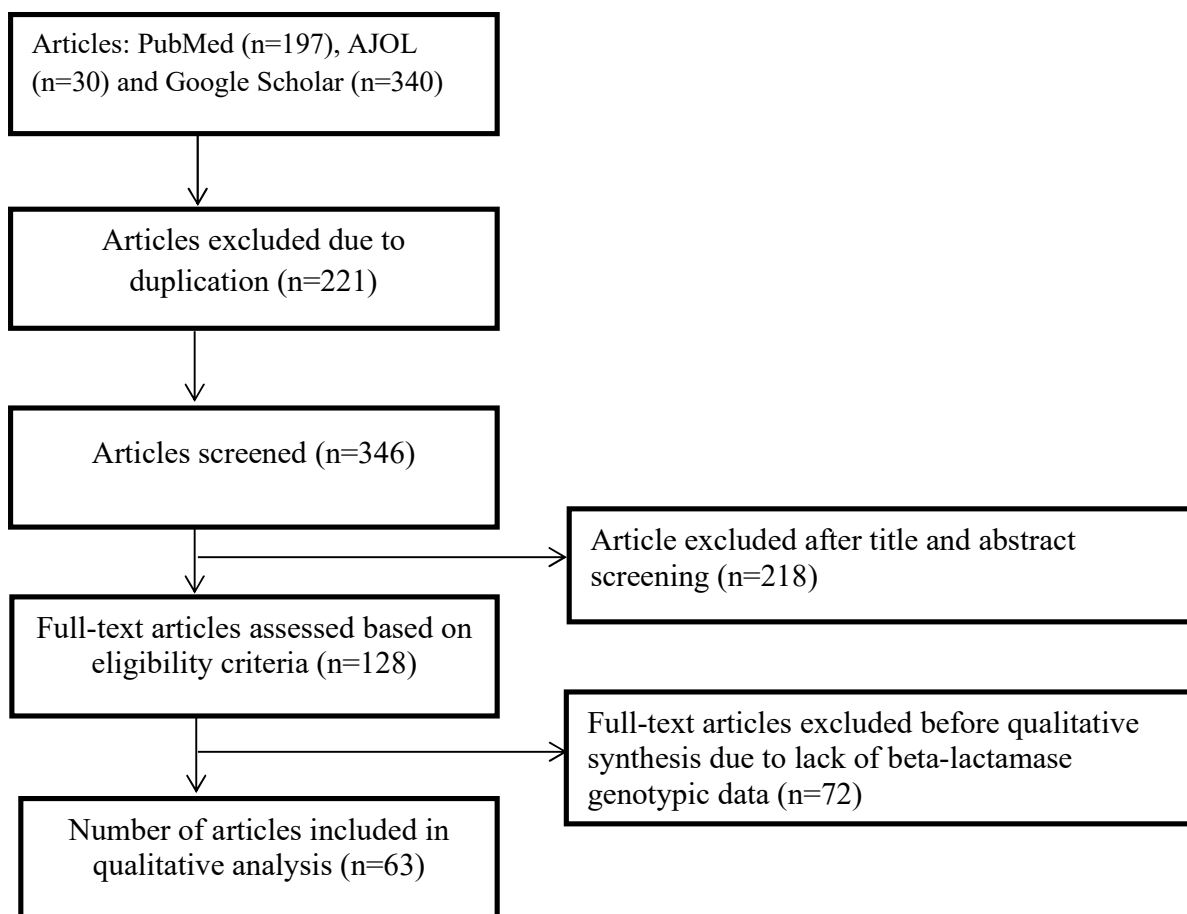 Articles: PubMed (n=197), AJOL
(n=30) and Google Scholar (n=340)
Articles excluded due to
duplication (n=221)
Articles screened (n=346)
Article excluded after title and abstract
screening (n=218)
Full-text articles assessed based on
eligibility criteria (n=128)
Full-text articles excluded before qualitative
synthesis due to lack of beta-lactamase
genotypic data (n=72)
Number of articles included in
qualitative analysis (n=63)